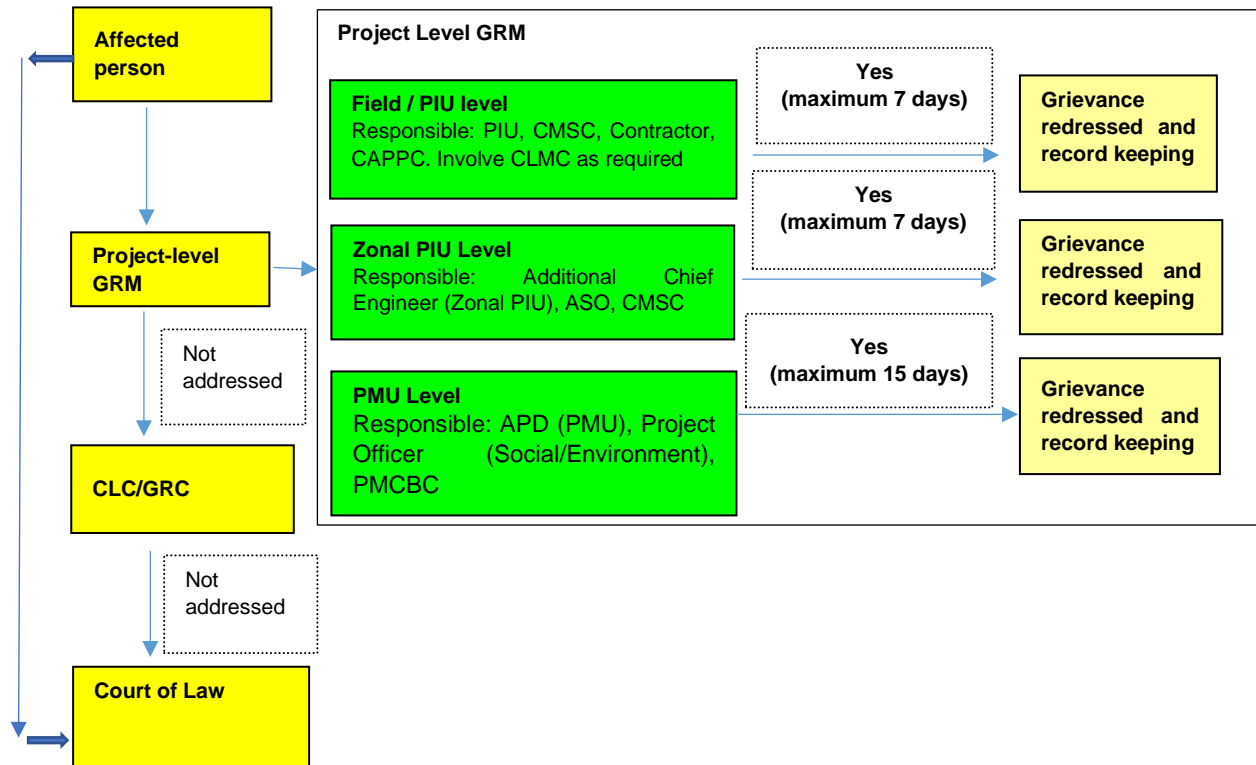 Affected
person
Project-level
GRM
Not
addressed
CLC/GRC
Not
addressed
Court of Law
Project Level GRM
Field / PIU level
Responsible: PIU, CMSC, Contractor,
CAPPC. Involve CLMC as required
Yes
(maximum 7 days)
Grievance
redressed and
record keeping
Zonal PIU Level
Responsible: Additional Chief
Engineer (Zonal PIU), ASO, CMSC
Yes
(maximum 7 days)
Grievance
redressed and
record keeping
PMU Level
Responsible: APD (PMU), Project
Officer (Social/Environment),
PMCBC
Yes
(maximum 15 days)
Grievance
redressed and
record keeping